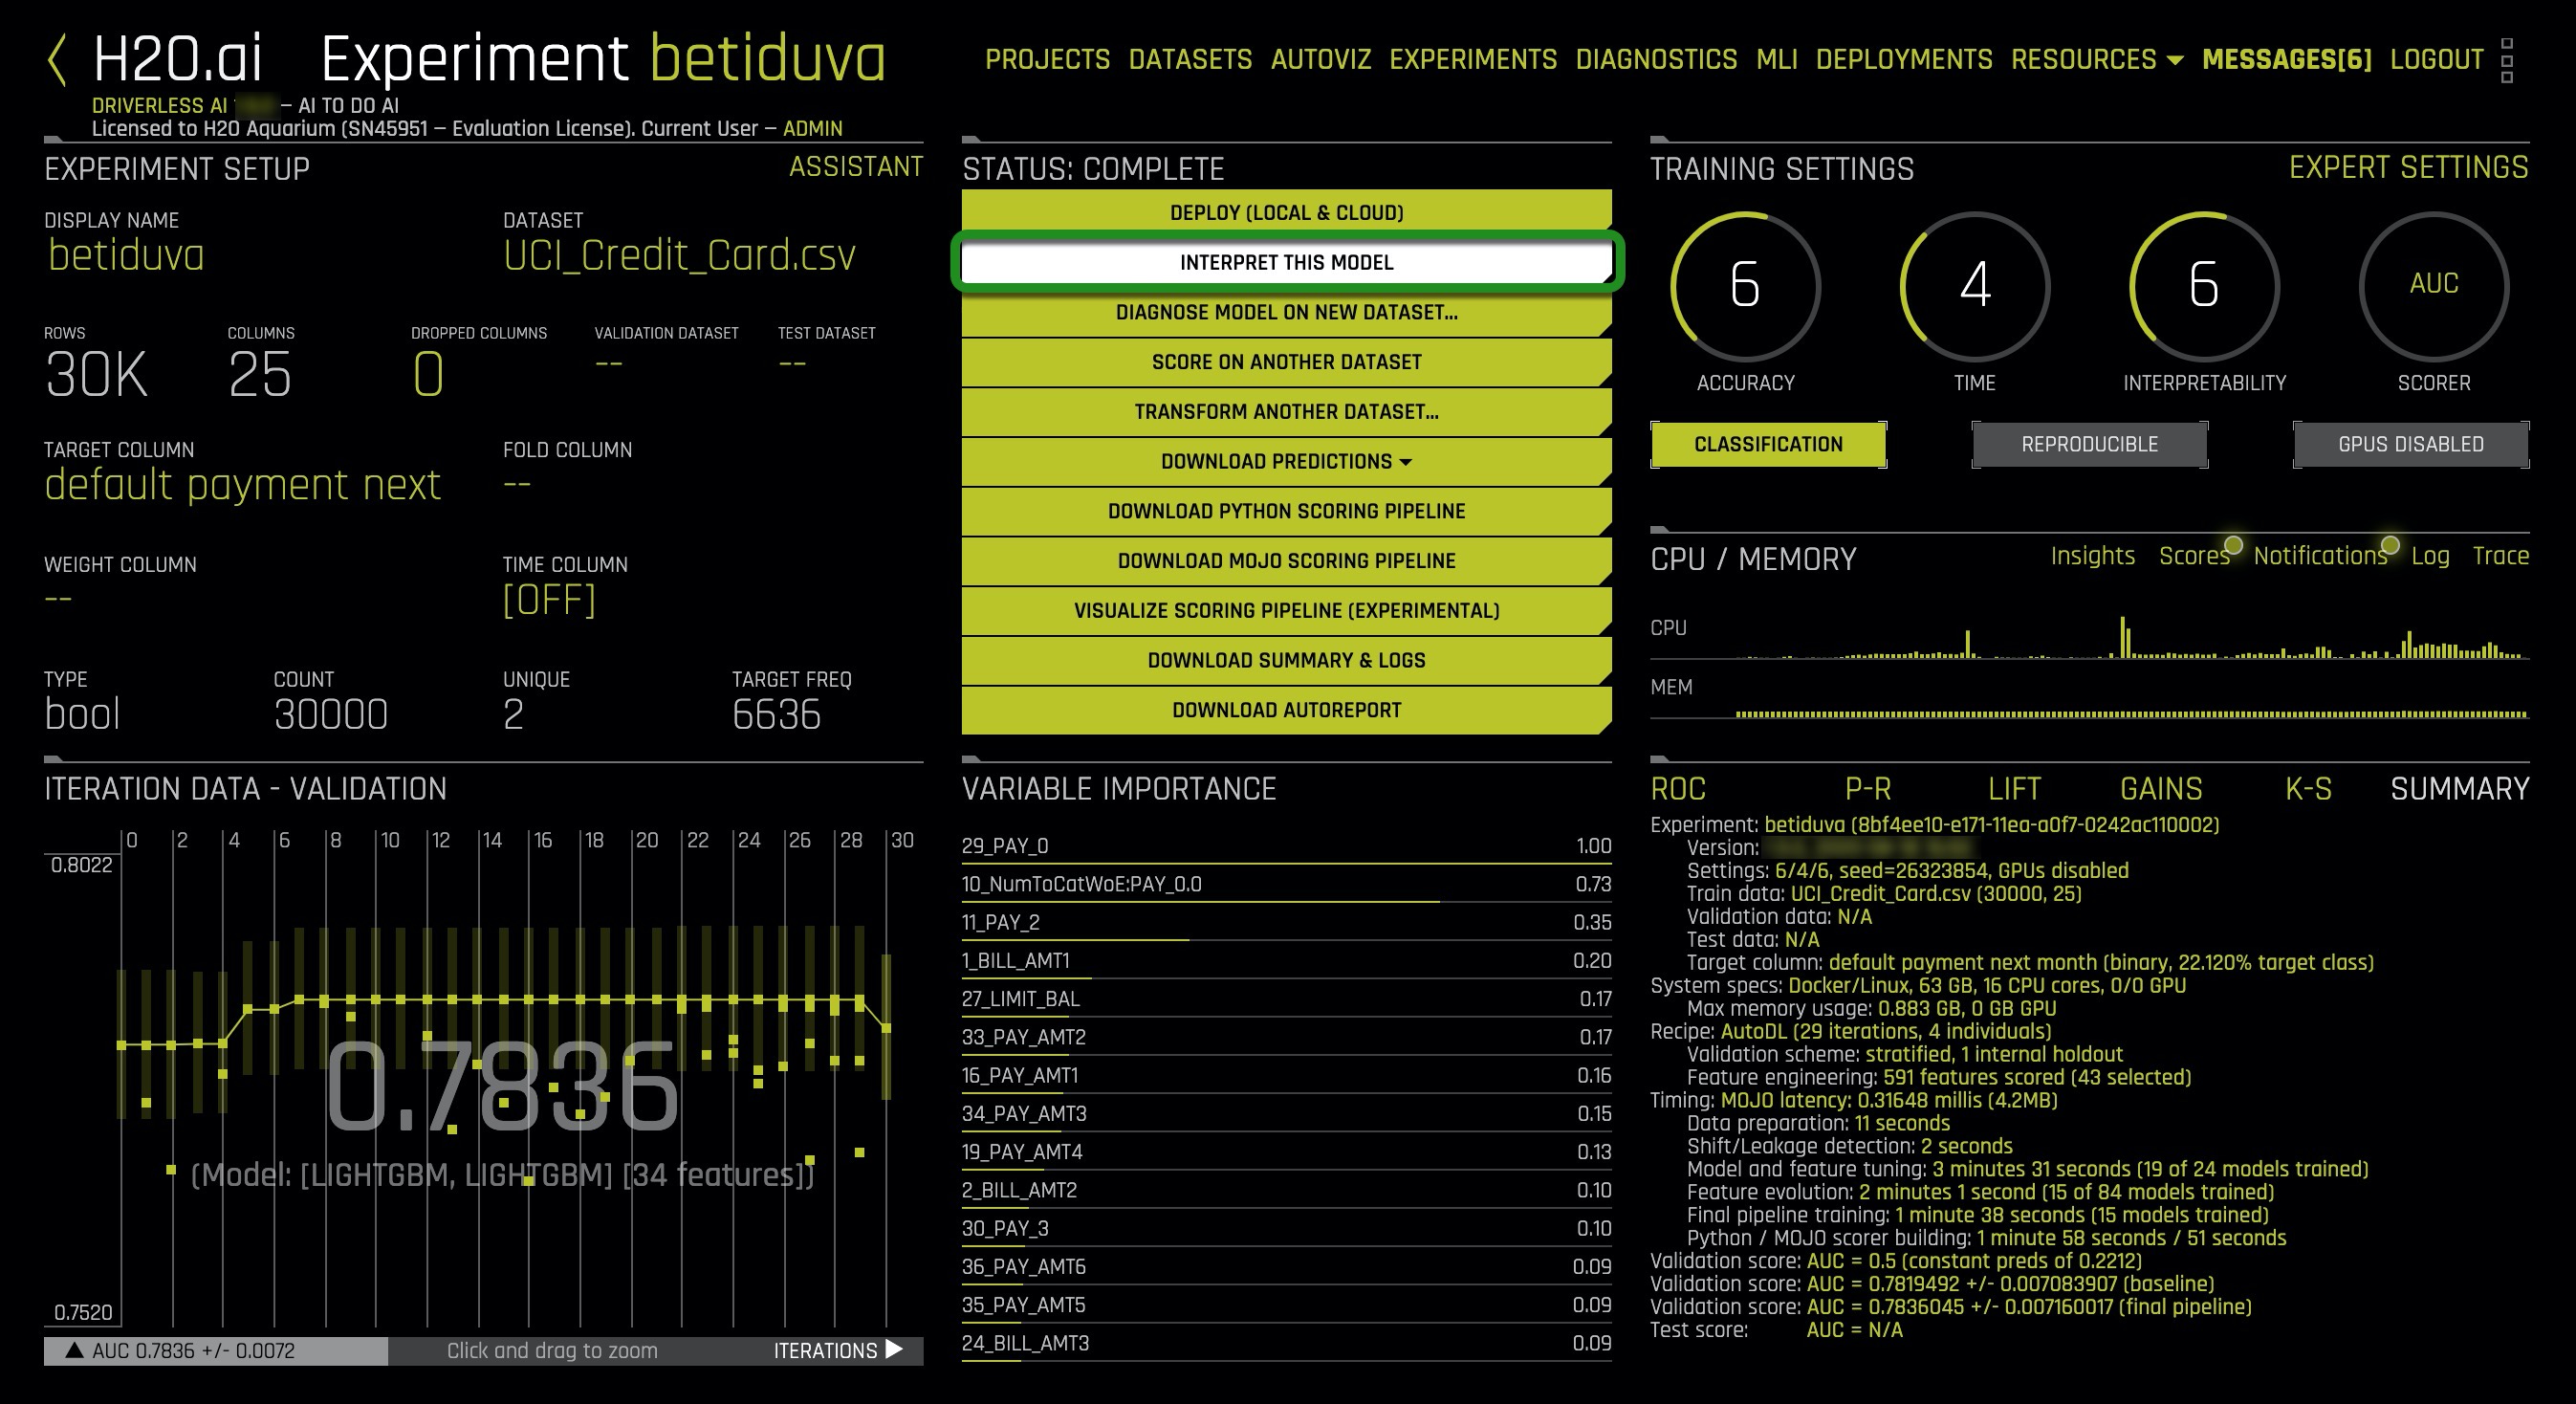 H2O.ai Experiment betiduva
PROJECTS DATASETS AUTOVIZ EXPERIMENTS DIAGNOSTICS MLI DEPLOYMENTS RESOURCES MESSAGES[6] LOGOUT
DRIVERLESS AI — AI TO DO AI
Licensed to H2O Aquarium (SN45951 — Evaluation License). Current User — ADMIN
EXPERIMENT SETUP ASSISTANT
DISPLAY NAME DATASET
betiduva UCI_Credit_Card.csv
ROWS COLUMNS DROPPED COLUMNS VALIDATION DATASET TEST DATASET
30K 25 0 -- --
TARGET COLUMN FOLD COLUMN
default payment next --
WEIGHT COLUMN TIME COLUMN
-- [OFF]
TYPE COUNT UNIQUE TARGET FREQ
bool 30000 2 6636
STATUS: COMPLETE
DEPLOY (LOCAL & CLOUD)
INTERPRET THIS MODEL
DIAGNOSE MODEL ON NEW DATASET...
SCORE ON ANOTHER DATASET
TRANSFORM ANOTHER DATASET...
DOWNLOAD PREDICTIONS
DOWNLOAD PYTHON SCORING PIPELINE
DOWNLOAD MOJO SCORING PIPELINE
VISUALIZE SCORING PIPELINE (EXPERIMENTAL)
DOWNLOAD SUMMARY & LOGS
DOWNLOAD AUTOREPORT
TRAINING SETTINGS EXPERT SETTINGS
6 4 6 AUC
ACCURACY TIME INTERPRETABILITY SCORER
CLASSIFICATION REPRODUCIBLE GPUS DISABLED
CPU / MEMORY Insights Scores Notifications Log Trace
CPU
MEM
ITERATION DATA - VALIDATION
0 2 4 6 8 10 12 14 16 18 20 22 24 26 28 30
0.8022
0.7836
(Model: [LIGHTGBM, LIGHTGBM] [34 features])
0.7520
▲ AUC 0.7836 +/- 0.0072 Click and drag to zoom ITERATIONS ▶
VARIABLE IMPORTANCE
29_PAY_0 1.00
10_NumToCatWoE:PAY_0.0 0.73
11_PAY_2 0.35
1_BILL_AMT1 0.20
27_LIMIT_BAL 0.17
33_PAY_AMT2 0.17
16_PAY_AMT1 0.16
34_PAY_AMT3 0.15
19_PAY_AMT4 0.13
2_BILL_AMT2 0.10
30_PAY_3 0.10
36_PAY_AMT6 0.09
35_PAY_AMT5 0.09
24_BILL_AMT3 0.09
ROC P-R LIFT GAINS K-S SUMMARY
Experiment: betiduva (8bf4ee10-e171-11ea-a0f7-0242ac110002)
Version:
Settings: 6/4/6, seed=26323854, GPUs disabled
Train data: UCI_Credit_Card.csv (30000, 25)
Validation data: N/A
Test data: N/A
Target column: default payment next month (binary, 22.120% target class)
System specs: Docker/Linux, 63 GB, 16 CPU cores, 0/0 GPU
Max memory usage: 0.883 GB, 0 GB GPU
Recipe: AutoDL (29 iterations, 4 individuals)
Validation scheme: stratified, 1 internal holdout
Feature engineering: 591 features scored (43 selected)
Timing: MOJO latency: 0.31648 millis (4.2MB)
Data preparation: 11 seconds
Shift/Leakage detection: 2 seconds
Model and feature tuning: 3 minutes 31 seconds (19 of 24 models trained)
Feature evolution: 2 minutes 1 second (15 of 84 models trained)
Final pipeline training: 1 minute 38 seconds (15 models trained)
Python / MOJO scorer building: 1 minute 58 seconds / 51 seconds
Validation score: AUC = 0.5 (constant preds of 0.2212)
Validation score: AUC = 0.7819492 +/- 0.007083907 (baseline)
Validation score: AUC = 0.7836045 +/- 0.007160017 (final pipeline)
Test score: AUC = N/A